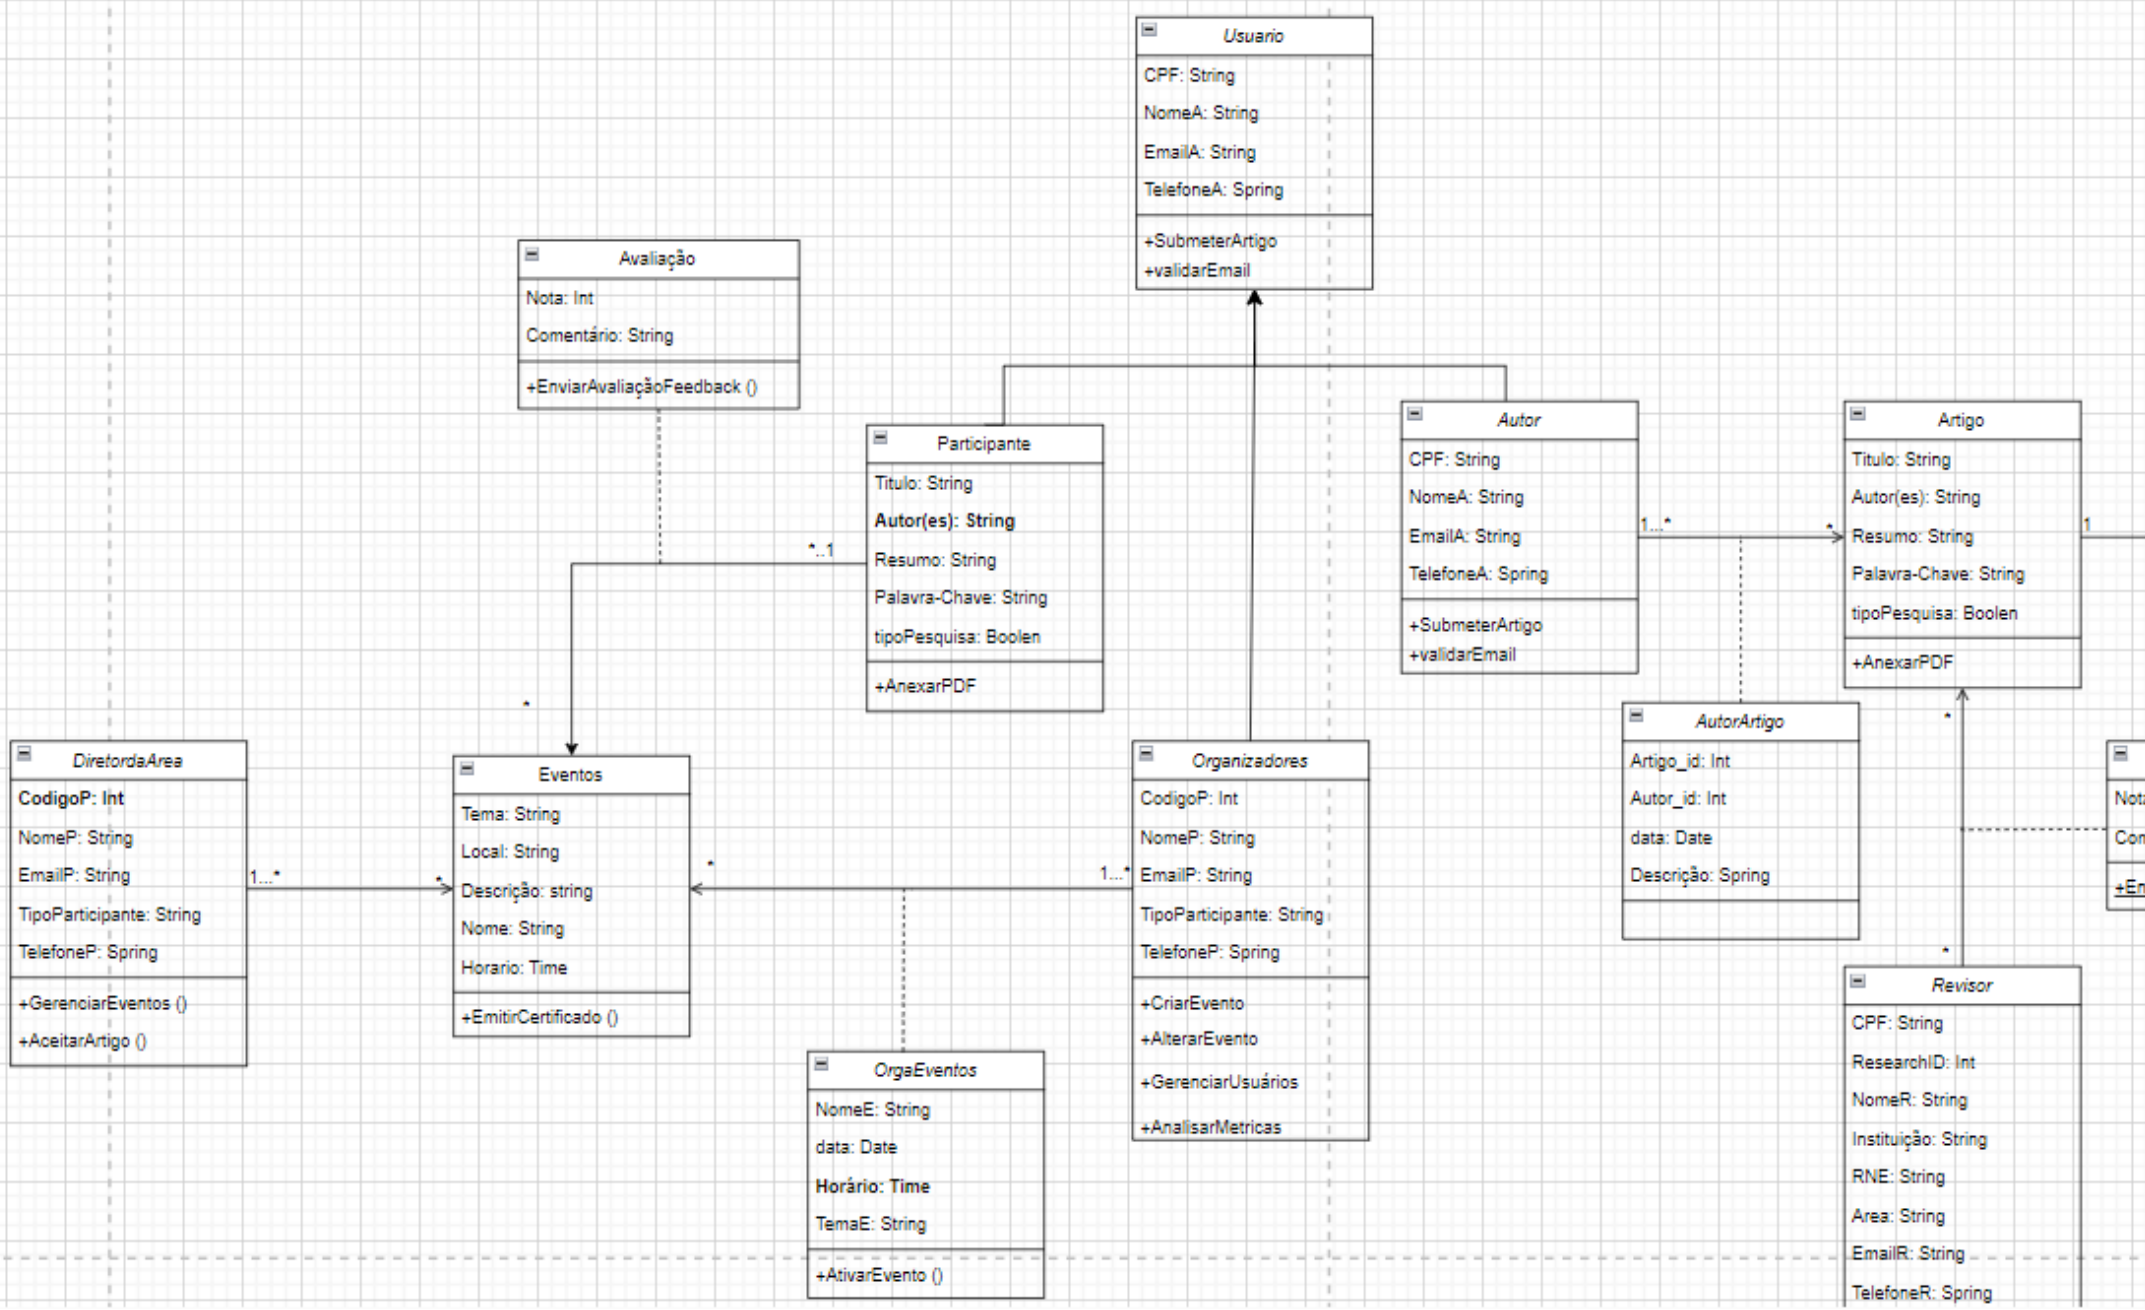 Usuario
CPF: String
NomeA: String
EmailA: String
TelefoneA: Spring
+SubmeterArtigo
+validarEmail
Avaliação
Nota: Int
Comentário: String
+EnviarAvaliaçãoFeedback ()
Participante
Titulo: String
Autor(es): String
Resumo: String
Palavra-Chave: String
tipoPesquisa: Boolen
+AnexarPDF
*..1
*
Autor
CPF: String
NomeA: String
EmailA: String
TelefoneA: Spring
+SubmeterArtigo
+validarEmail
1...*
*
Artigo
Titulo: String
Autor(es): String
Resumo: String
Palavra-Chave: String
tipoPesquisa: Boolen
+AnexarPDF
1
*
*
AutorArtigo
Artigo_id: Int
Autor_id: Int
data: Date
Descrição: Spring
DiretordaArea
CodigoP: Int
NomeP: String
EmailP: String
TipoParticipante: String
TelefoneP: Spring
+GerenciarEventos ()
+AceitarArtigo ()
1...*
*
Eventos
Tema: String
Local: String
Descrição: string
Nome: String
Horario: Time
+EmitirCertificado ()
*
1...*
Organizadores
CodigoP: Int
NomeP: String
EmailP: String
TipoParticipante: String
TelefoneP: Spring
+CriarEvento
+AlterarEvento
+GerenciarUsuários
+AnalisarMetricas
OrgaEventos
NomeE: String
data: Date
Horário: Time
TemaE: String
+AtivarEvento ()
Revisor
CPF: String
ResearchID: Int
NomeR: String
Instituição: String
RNE: String
Area: String
EmailR: String
TelefoneR: Spring